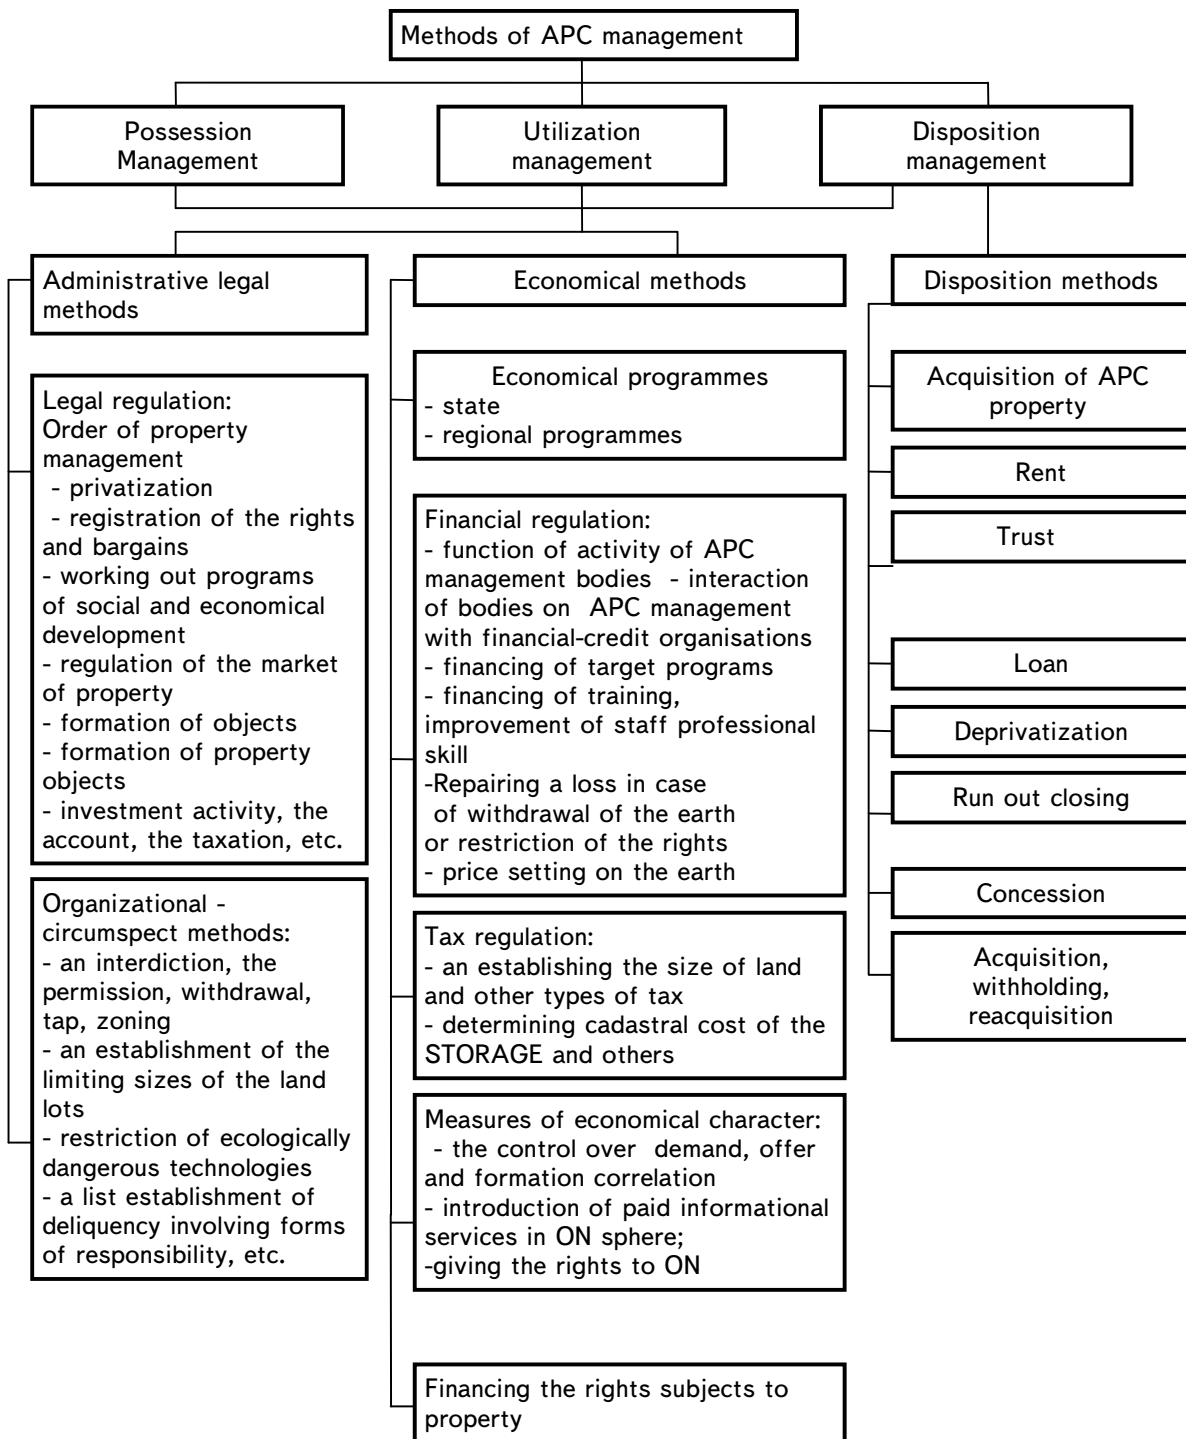 Methods of APC management
Possession
Management
Utilization
management
Disposition
management
Administrative legal
methods
Legal regulation:
Order of property
management
- privatization
- registration of the rights
and bargains
- working out programs
of social and economical
development
- regulation of the market
of property
- formation of objects
- formation of property
objects
- investment activity, the
account, the taxation, etc.
Organizational -
circumspect methods:
- an interdiction, the
permission, withdrawal,
tap, zoning
- an establishment of the
limiting sizes of the land
lots
- restriction of ecologically
dangerous technologies
- a list establishment of
deliquency involving forms
of responsibility, etc.
Economical methods
Economical programmes
- state
- regional programmes
Financial regulation:
- function of activity of APC
management bodies - interaction
of bodies on APC management
with financial-credit organisations
- financing of target programs
- financing of training,
improvement of staff professional
skill
-Repairing a loss in case
of withdrawal of the earth
or restriction of the rights
- price setting on the earth
Tax regulation:
- an establishing the size of land
and other types of tax
- determining cadastral cost of the
STORAGE and others
Measures of economical character:
- the control over demand, offer
and formation correlation
- introduction of paid informational
services in ON sphere;
-giving the rights to ON
Financing the rights subjects to
property
Disposition methods
Acquisition of APC
property
Rent
Trust
Loan
Deprivatization
Run out closing
Concession
Acquisition,
withholding,
reacquisition